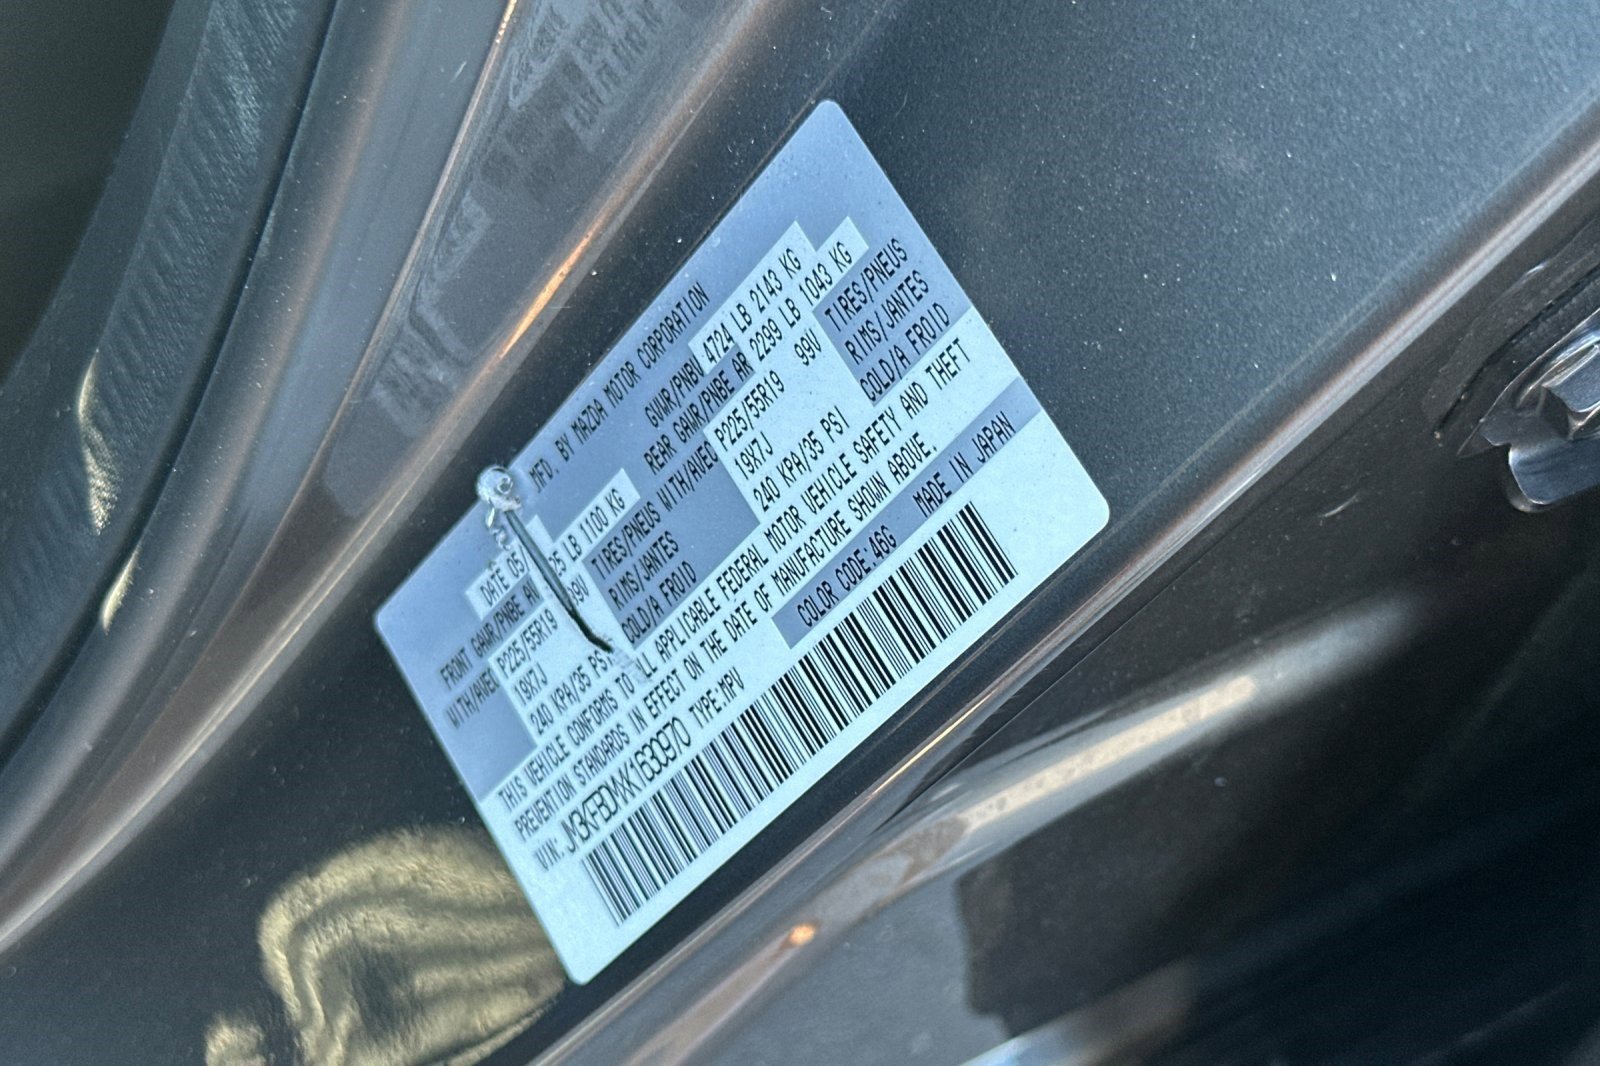 MFD. BY MAZDA MOTOR CORPORATION
DATE 05/ GVWR/PNBV 4724 LB 2143 KG
FRONT GAWR/PNBE AV 25 LB 1100 KG REAR GAWR/PNBE AR 2299 LB 1043 KG
WITH/AVEC P225/55R19 99V TIRES/PNEUS WITH/AVEC P225/55R19 99V TIRES/PNEUS
19X7J RIMS/JANTES 19X7J RIMS/JANTES
240 KPA/35 PSI COLD/A FROID 240 KPA/35 PSI COLD/A FROID
THIS VEHICLE CONFORMS TO ALL APPLICABLE FEDERAL MOTOR VEHICLE SAFETY AND THEFT
PREVENTION STANDARDS IN EFFECT ON THE DATE OF MANUFACTURE SHOWN ABOVE.
VIN: TYPE:MPV COLOR CODE:46G MADE IN JAPAN